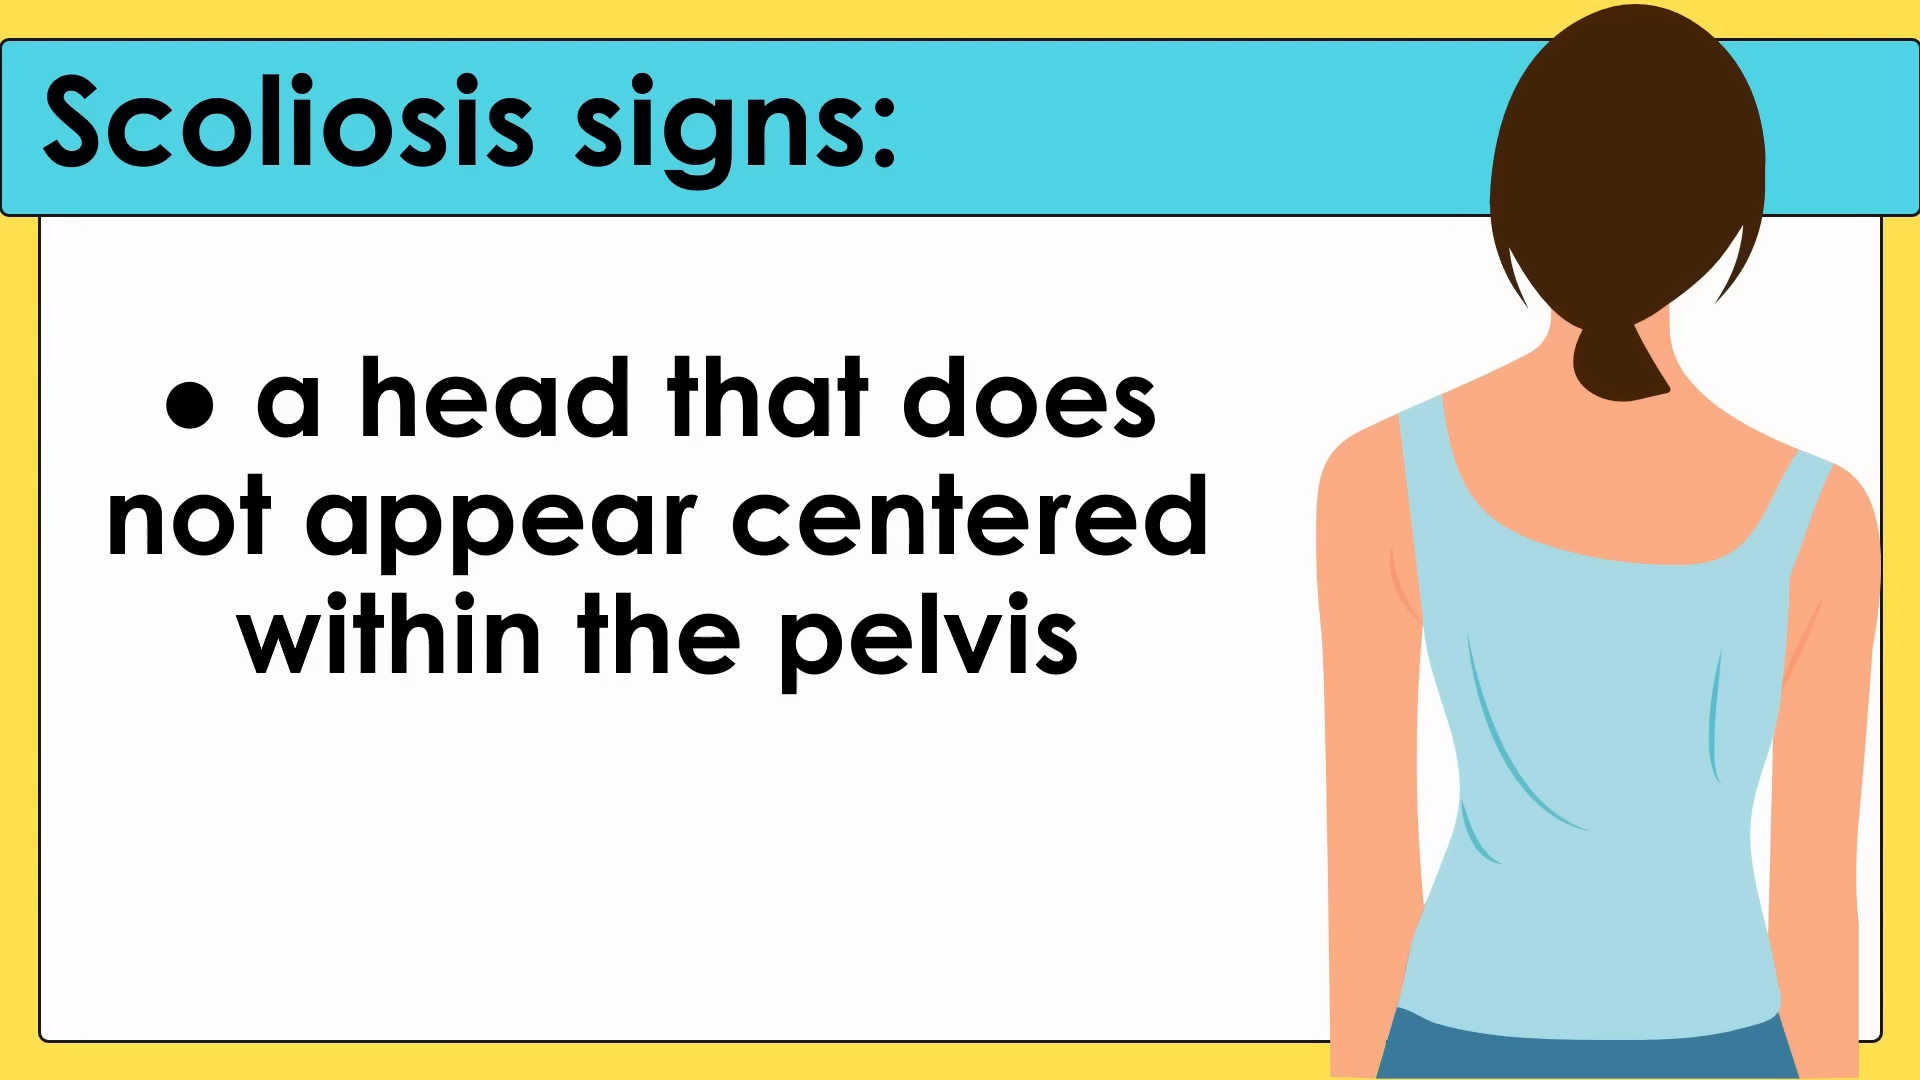 Scoliosis signs:
● a head that does
not appear centered
within the pelvis